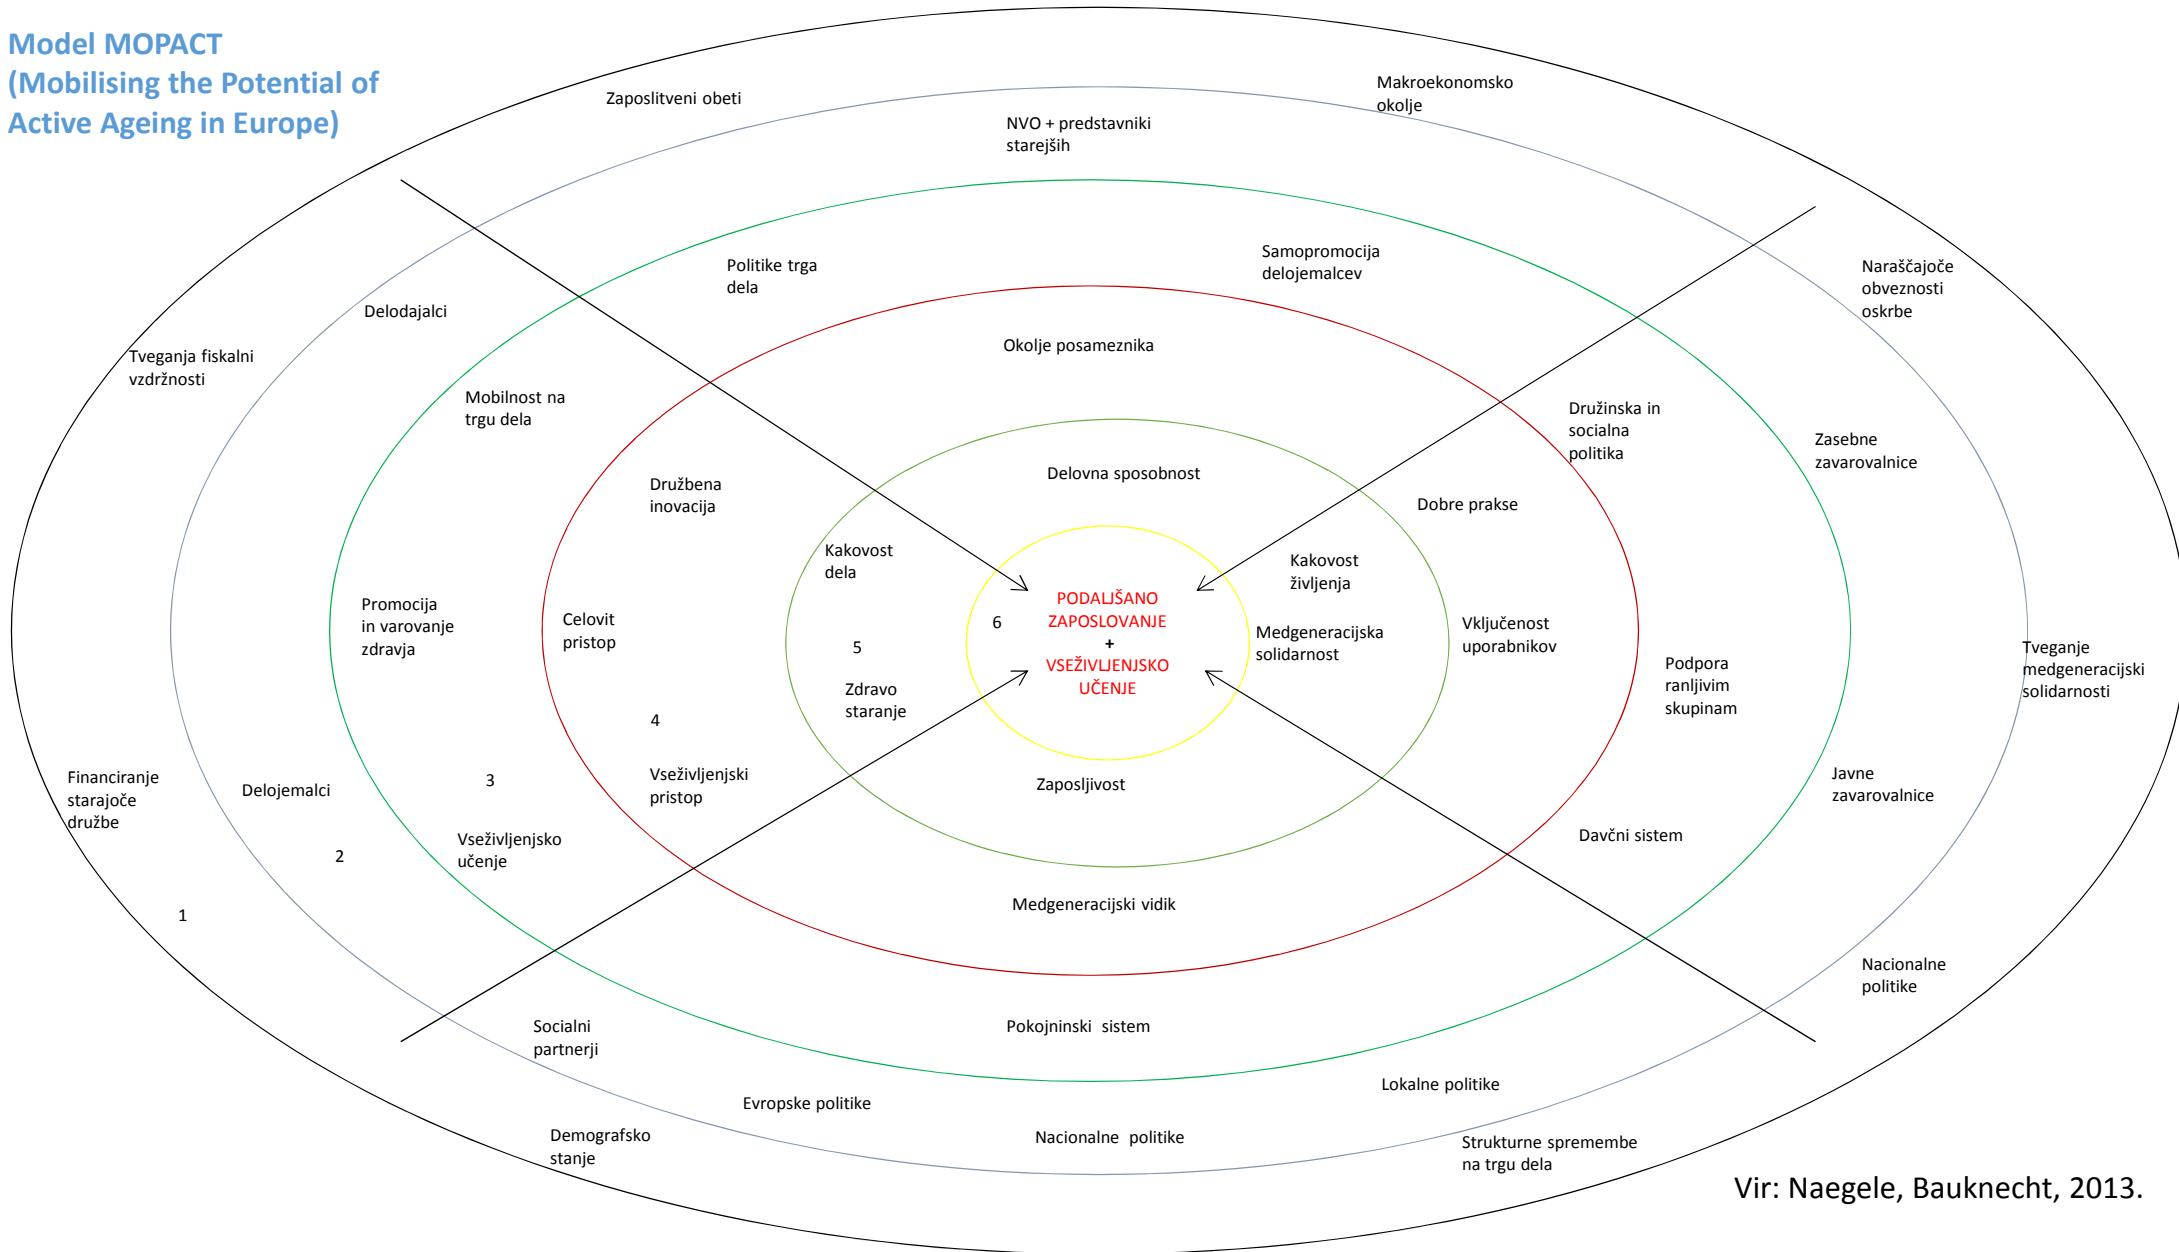 Model MOPACT
(Mobilising the Potential of
Active Ageing in Europe)
Zaposlitveni obeti
Makroekonomsko
okolje
NVO + predstavniki
starejših
Politike trga
dela
Samopromocija
delojemalcev
Naraščajoče
obveznosti
oskrbe
Delodajalci
Tveganja fiskalni
vzdržnosti
Okolje posameznika
Mobilnost na
trgu dela
Družinska in
socialna
politika
Zasebne
zavarovalnice
Delovna sposobnost
Družbena
inovacija
Dobre prakse
Kakovost
dela
Kakovost
življenja
Promocija
in varovanje
zdravja
Celovit
pristop
6
PODALJŠANO
ZAPOSLOVANJE
+
VSEŽIVLJENJSKO
UČENJE
Medgeneracijska
solidarnost
Vključenost
uporabnikov
5
Zdravo
staranje
Podpora
ranljivim
skupinam
Tveganje
medgeneracijski
solidarnosti
4
Financiranje
starajoče
družbe
Delojemalci
3
Vseživljenjski
pristop
Zaposljivost
Javne
zavarovalnice
Vseživljenjsko
učenje
Davčni sistem
2
1
Medgeneracijski vidik
Nacionalne
politike
Socialni
partnerji
Pokojninski sistem
Lokalne politike
Evropske politike
Demografsko
stanje
Nacionalne politike
Strukturne spremembe
na trgu dela
Vir: Naegele, Bauknecht, 2013.